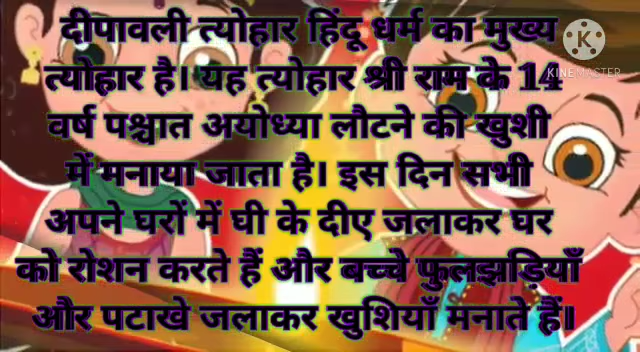 दीपावली त्योहार हिंदू धर्म का मुख्य
त्योहार है। यह त्योहार श्री राम के 14
वर्ष पश्चात अयोध्या लौटने की खुशी
में मनाया जाता है। इस दिन सभी
अपने घरों में घी के दीए जलाकर घर
को रोशन करते हैं और बच्चे फुलझड़ियाँ
और पटाखे जलाकर खुशियाँ मनाते हैं।
KINEMASTER